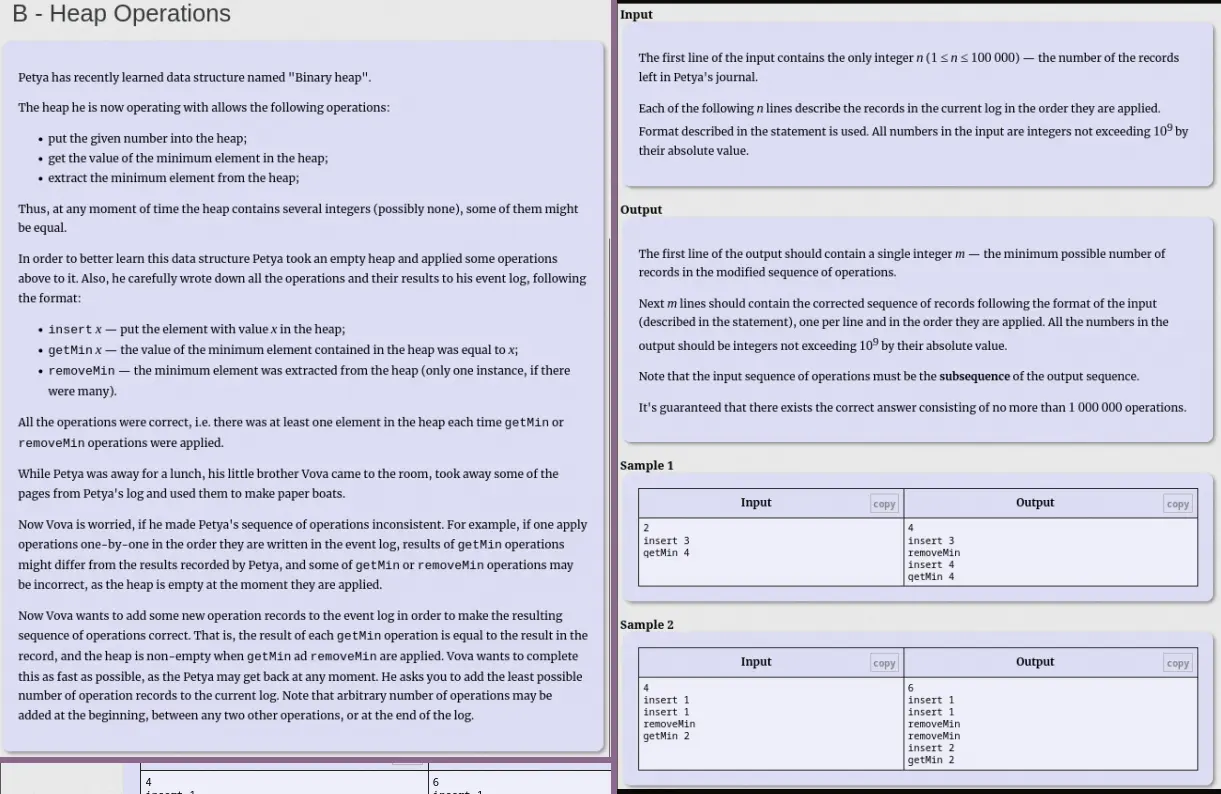 B - Heap Operations
Petya has recently learned data structure named "Binary heap".
The heap he is now operating with allows the following operations:
• put the given number into the heap;
• get the value of the minimum element in the heap;
• extract the minimum element from the heap;
Thus, at any moment of time the heap contains several integers (possibly none), some of them might
be equal.
In order to better learn this data structure Petya took an empty heap and applied some operations
above to it. Also, he carefully wrote down all the operations and their results to his event log, following
the format:
• insert x — put the element with value x in the heap;
• getMin x — the value of the minimum element contained in the heap was equal to x;
• removeMin — the minimum element was extracted from the heap (only one instance, if there
were many).
All the operations were correct, i.e. there was at least one element in the heap each time getMin or
removeMin operations were applied.
While Petya was away for a lunch, his little brother Vova came to the room, took away some of the
pages from Petya's log and used them to make paper boats.
Now Vova is worried, if he made Petya's sequence of operations inconsistent. For example, if one apply
operations one-by-one in the order they are written in the event log, results of getMin operations
might differ from the results recorded by Petya, and some of getMin or removeMin operations may
be incorrect, as the heap is empty at the moment they are applied.
Now Vova wants to add some new operation records to the event log in order to make the resulting
sequence of operations correct. That is, the result of each getMin operation is equal to the result in the
record, and the heap is non-empty when getMin ad removeMin are applied. Vova wants to complete
this as fast as possible, as the Petya may get back at any moment. He asks you to add the least possible
number of operation records to the current log. Note that arbitrary number of operations may be
added at the beginning, between any two other operations, or at the end of the log.
4
6
Input
The first line of the input contains the only integer n (1 ≤ n ≤ 100 000) — the number of the records
left in Petya's journal.
Each of the following n lines describe the records in the current log in the order they are applied.
Format described in the statement is used. All numbers in the input are integers not exceeding 10⁹ by
their absolute value.
Output
The first line of the output should contain a single integer m — the minimum possible number of
records in the modified sequence of operations.
Next m lines should contain the corrected sequence of records following the format of the input
(described in the statement), one per line and in the order they are applied. All the numbers in the
output should be integers not exceeding 10⁹ by their absolute value.
Note that the input sequence of operations must be the subsequence of the output sequence.
It's guaranteed that there exists the correct answer consisting of no more than 1 000 000 operations.
Sample 1
Input copy Output copy
2
insert 3
getMin 4
4
insert 3
removeMin
insert 4
getMin 4
Sample 2
Input copy Output copy
4
insert 1
insert 1
removeMin
getMin 2
6
insert 1
insert 1
removeMin
removeMin
insert 2
getMin 2